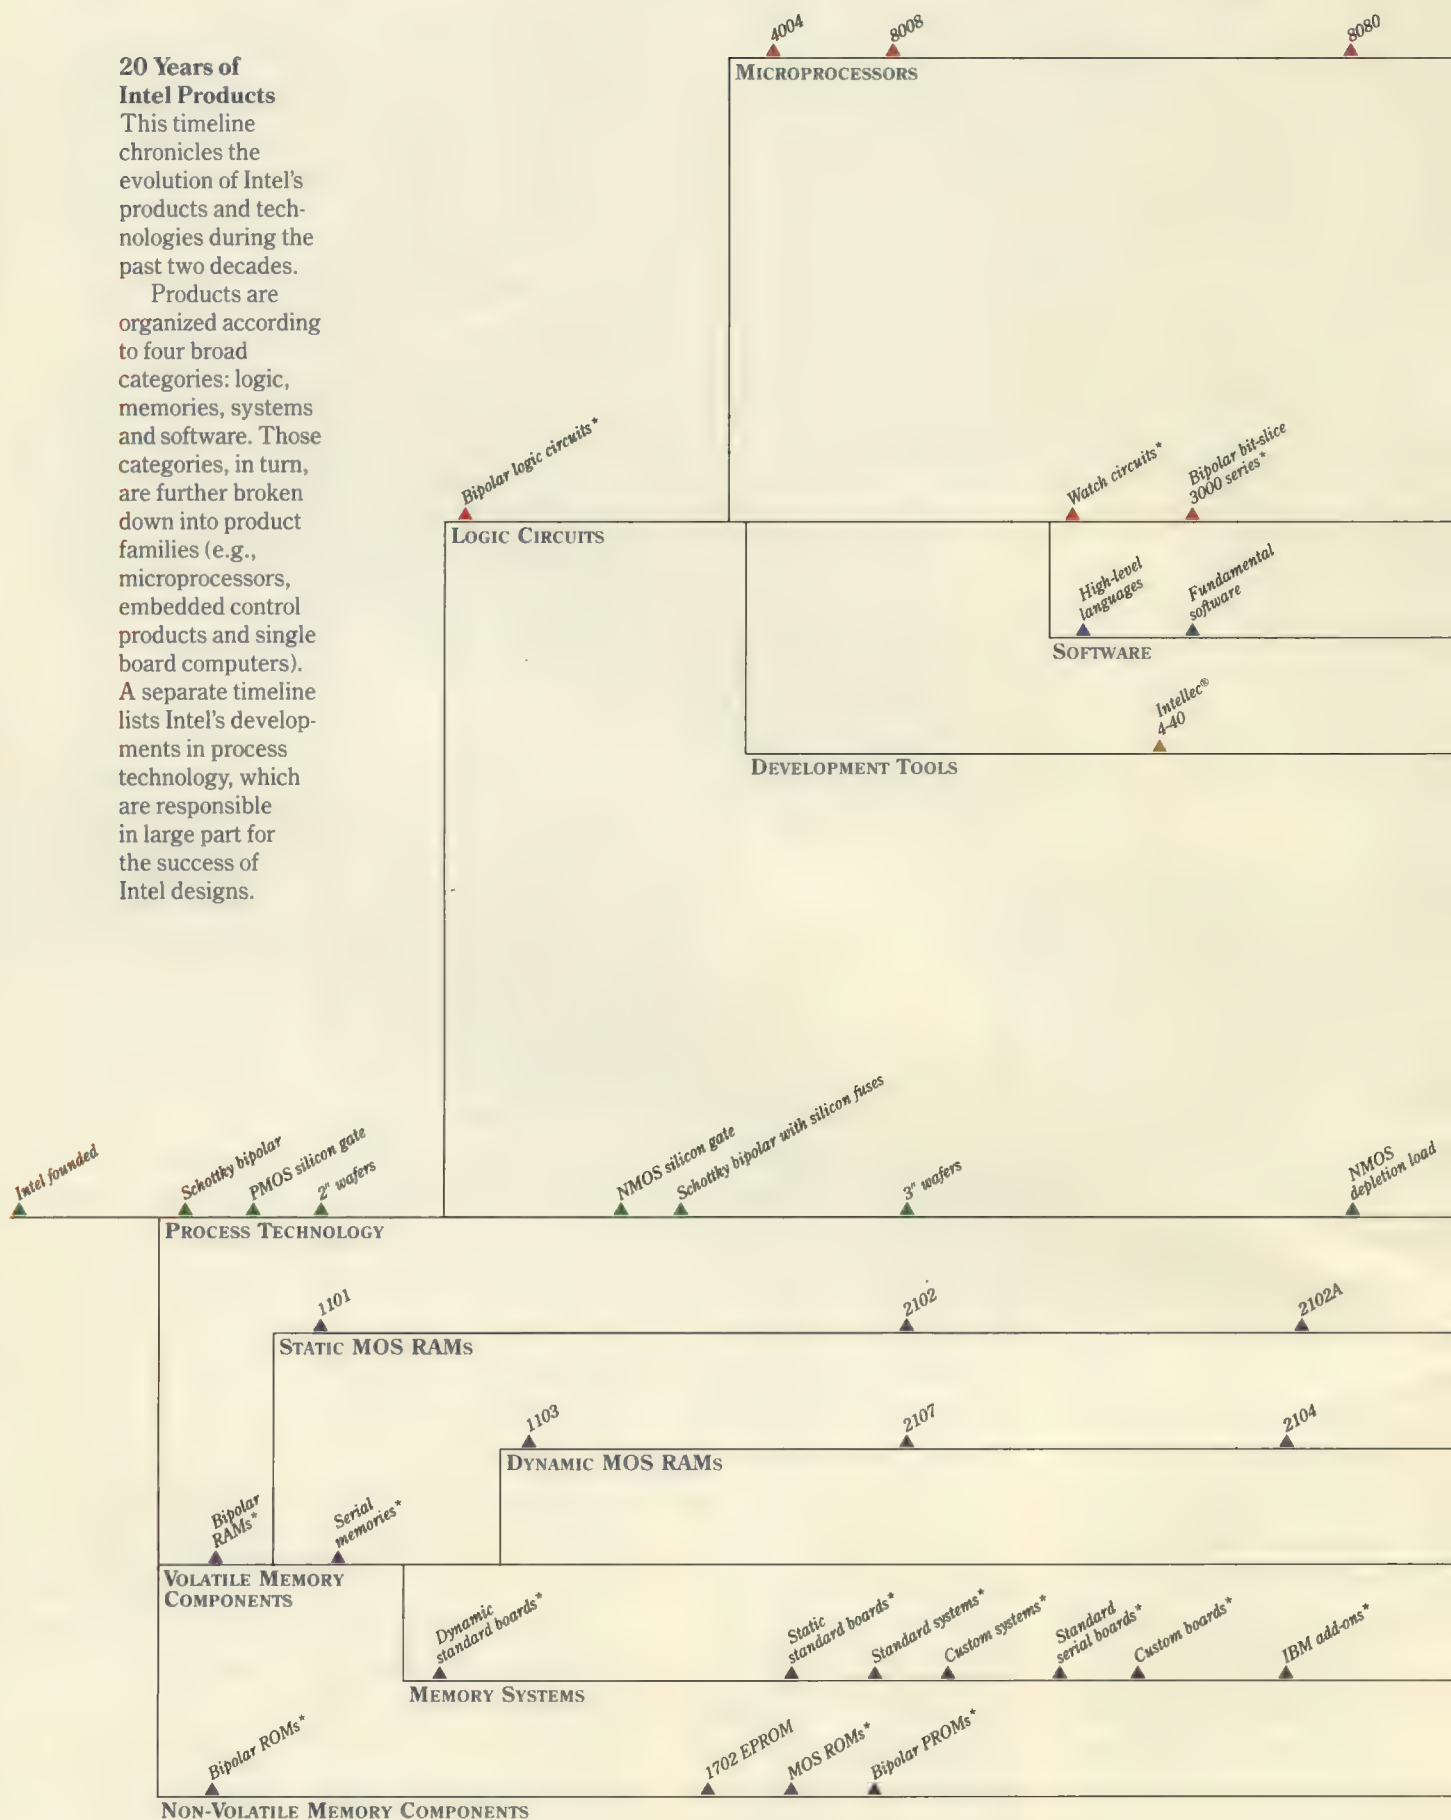 20 Years of
Intel Products
This timeline
chronicles the
evolution of Intel's
products and tech-
nologies during the
past two decades.
Products are
organized according
to four broad
categories: logic,
memories, systems
and software. Those
categories, in turn,
are further broken
down into product
families (e.g.,
microprocessors,
embedded control
products and single
board computers).
A separate timeline
lists Intel's develop-
ments in process
technology, which
are responsible
in large part for
the success of
Intel designs.
4004
8008
8080
MICROPROCESSORS
Bipolar logic circuits*
Watch circuits*
Bipolar bit-slice
3000 series*
LOGIC CIRCUITS
High-level
languages
Fundamental
software
SOFTWARE
Intellec®
4-40
DEVELOPMENT TOOLS
Intel founded
Schottky bipolar
PMOS silicon gate
2" wafers
NMOS silicon gate
Schottky bipolar with silicon fuses
3" wafers
NMOS
depletion load
PROCESS TECHNOLOGY
1101
2102
2102A
STATIC MOS RAMS
1103
2107
2104
DYNAMIC MOS RAMS
Bipolar
RAMs*
Serial
memories*
VOLATILE MEMORY
COMPONENTS
Dynamic
standard boards*
Static
standard boards*
Standard systems*
Custom systems*
Standard
serial boards*
Custom boards*
IBM add-ons*
MEMORY SYSTEMS
Bipolar ROMs*
1702 EPROM
MOS ROMs*
Bipolar PROMs*
NON-VOLATILE MEMORY COMPONENTS